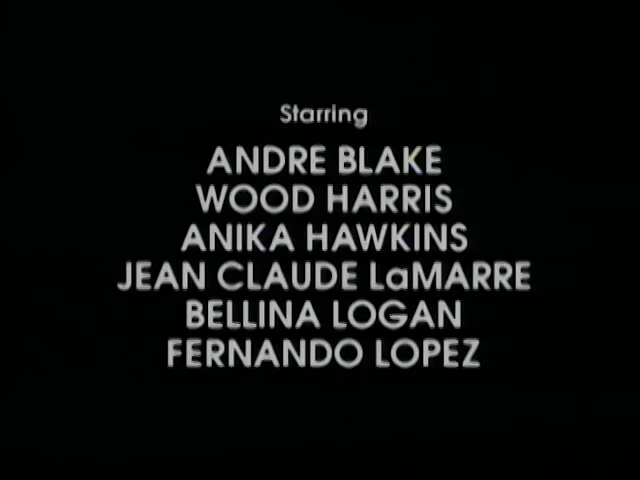 Starring
ANDRE BLAKE
WOOD HARRIS
ANIKA HAWKINS
JEAN CLAUDE LaMARRE
BELLINA LOGAN
FERNANDO LOPEZ